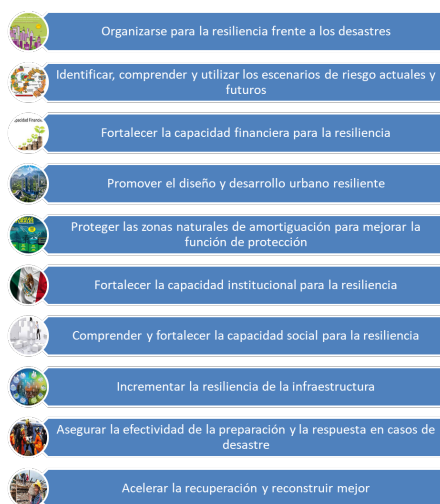 Organizarse para la resiliencia frente a los desastres
Identificar, comprender y utilizar los escenarios de riesgo actuales y
futuros
Fortalecer la capacidad financiera para la resiliencia
Promover el diseño y desarrollo urbano resiliente
Proteger las zonas naturales de amortiguación para mejorar la
función de protección
Fortalecer la capacidad institucional para la resiliencia
Comprender y fortalecer la capacidad social para la resiliencia
Incrementar la resiliencia de la infraestructura
Asegurar la efectividad de la preparación y la respuesta en casos de
desastre
Acelerar la recuperación y reconstruir mejor